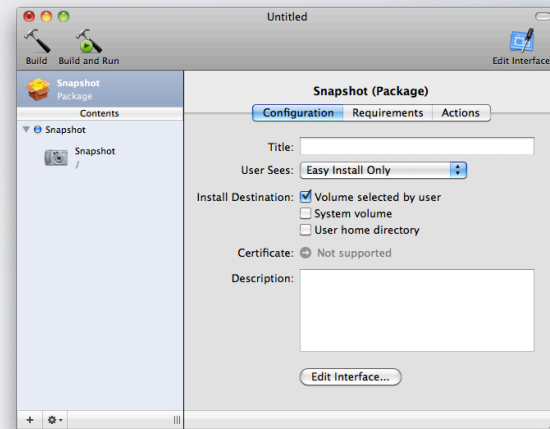 Untitled
Build Build and Run Edit Interface
Snapshot
Package
Contents
Snapshot
Snapshot
/
Snapshot (Package)
Configuration Requirements Actions
Title:
User Sees: Easy Install Only
Install Destination: Volume selected by user
System volume
User home directory
Certificate: Not supported
Description:
Edit Interface...